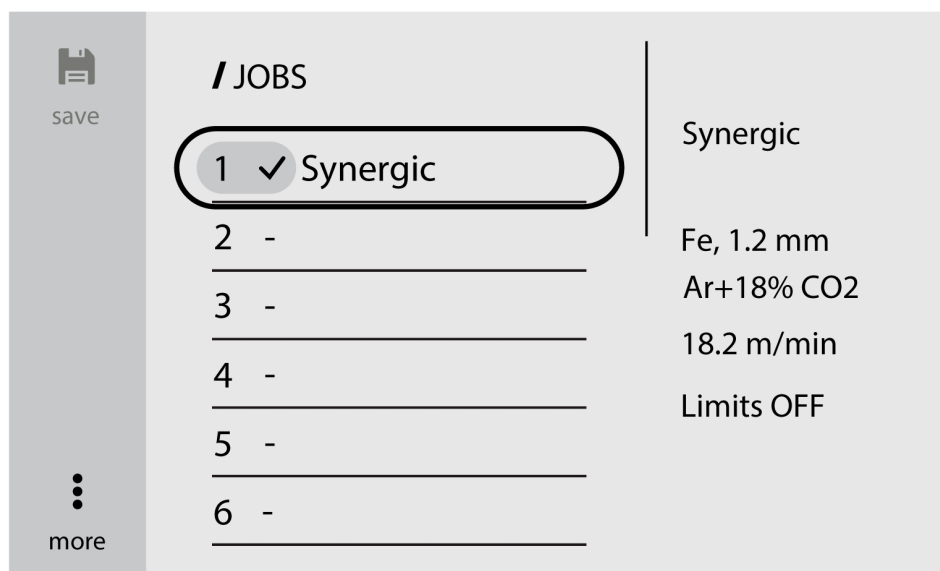 save
/ JOBS
1 ✓ Synergic
2 -
3 -
4 -
5 -
6 -
more
Synergic
Fe, 1.2 mm
Ar+18% CO2
18.2 m/min
Limits OFF